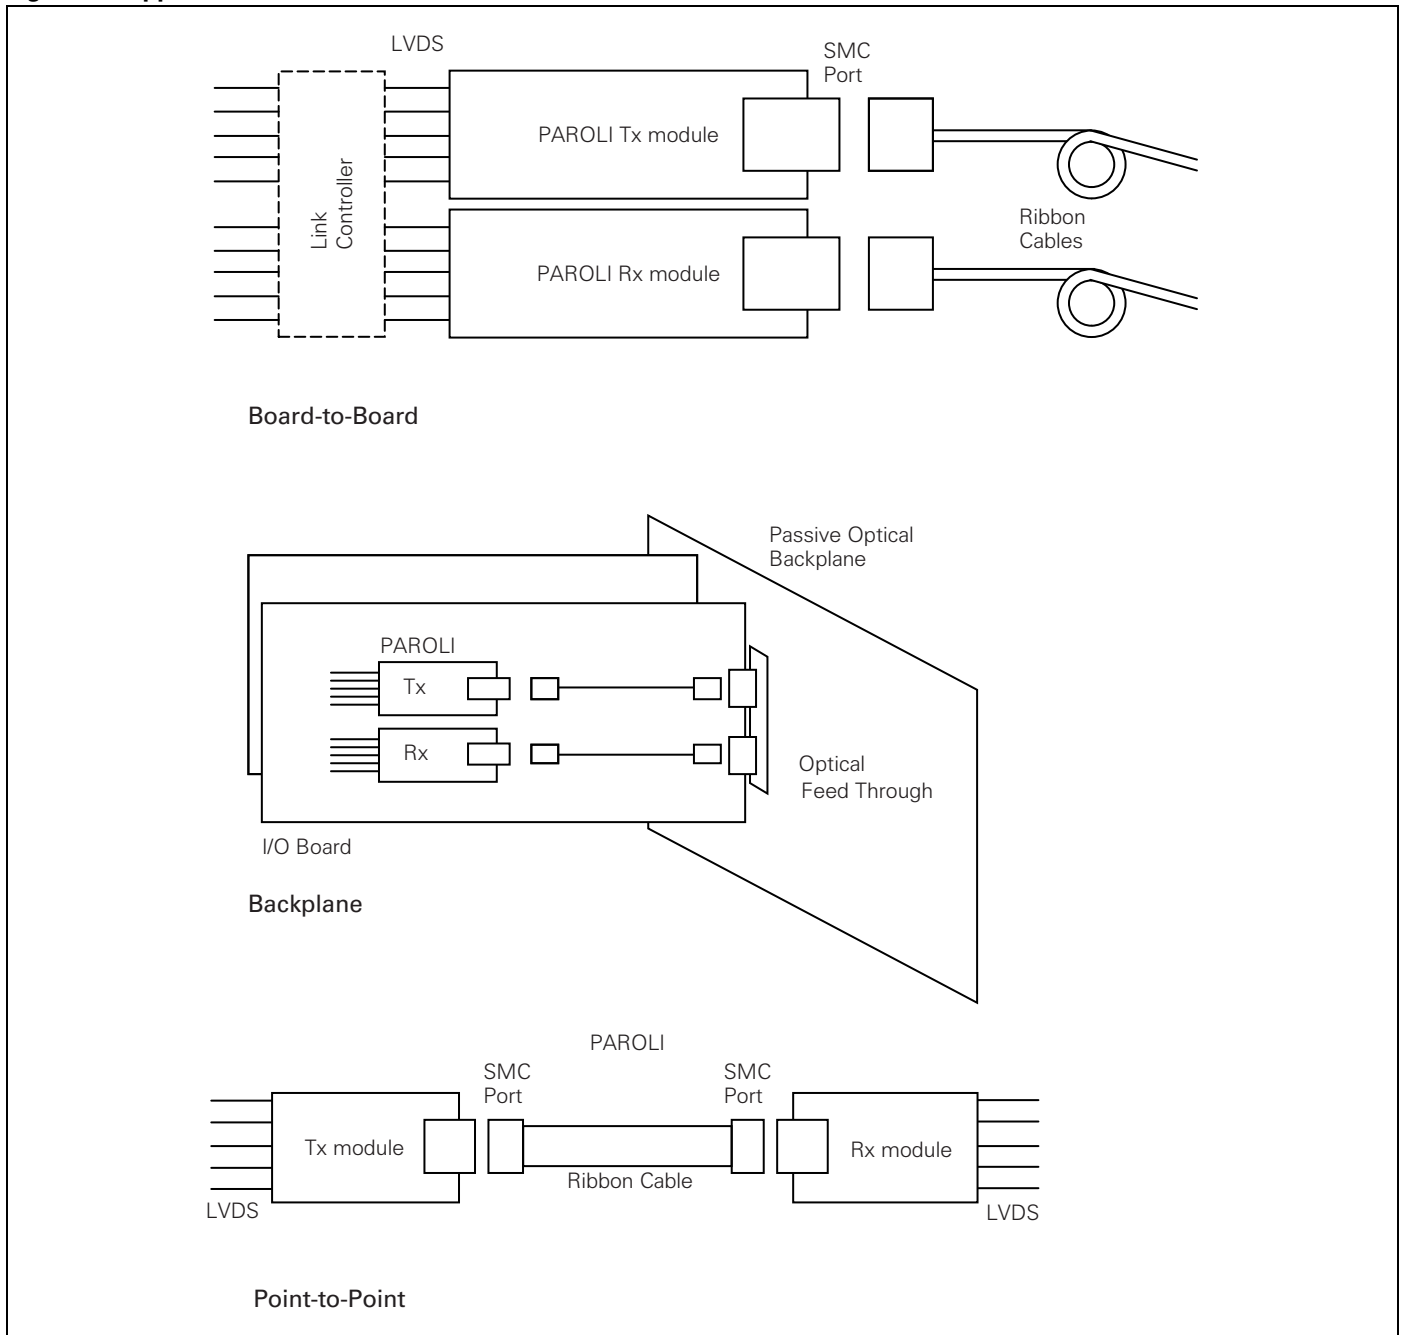 LVDS
SMC
Port
PAROLI Tx module
Link
Controller
Ribbon
Cables
PAROLI Rx module
Board-to-Board
Passive Optical
Backplane
PAROLI
Tx
Rx
Optical
Feed Through
I/O Board
Backplane
PAROLI
SMC
Port
SMC
Port
Tx module
Rx module
Ribbon Cable
LVDS
LVDS
Point-to-Point